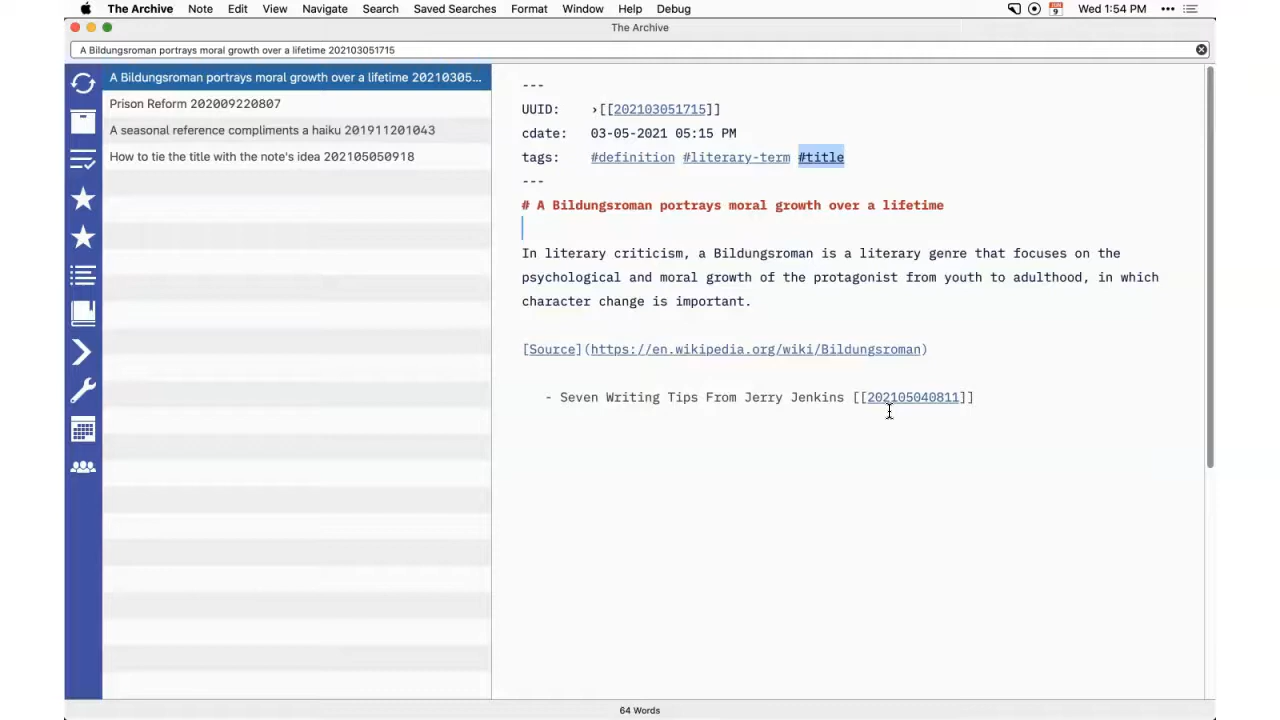 The Archive Note Edit View Navigate Search Saved Searches Format Window Help Debug 9 Wed 1:54 PM
The Archive
A Bildungsroman portrays moral growth over a lifetime 202103051715
A Bildungsroman portrays moral growth over a lifetime 20210305...
Prison Reform 202009220807
A seasonal reference compliments a haiku 201911201043
How to tie the title with the note's idea 202105050918
---
UUID: ›[[202103051715]]
cdate: 03-05-2021 05:15 PM
tags: #definition #literary-term #title
---
# A Bildungsroman portrays moral growth over a lifetime
In literary criticism, a Bildungsroman is a literary genre that focuses on the
psychological and moral growth of the protagonist from youth to adulthood, in which
character change is important.
[Source](https://en.wikipedia.org/wiki/Bildungsroman)
- Seven Writing Tips From Jerry Jenkins [[202105040811]]
64 Words